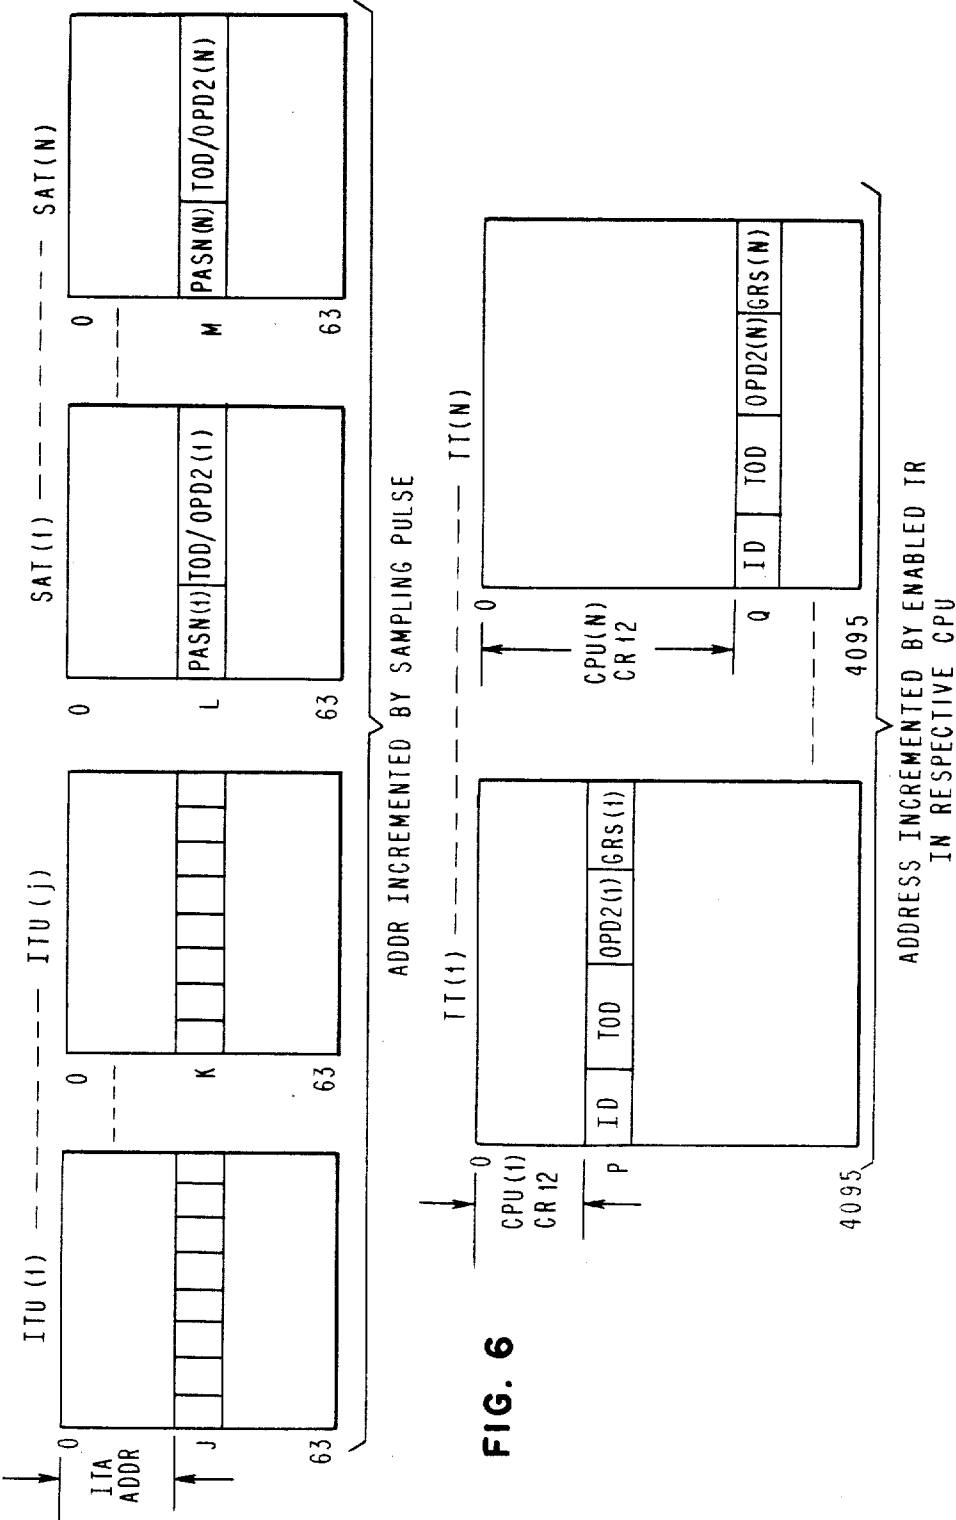 ITU(1) ITU(j) SAT(1) SAT(N)
0 0 0 0
ITA
ADDR
J K L M
PASN(1) TOD/OPD2(1)
PASN(N) TOD/OPD2(N)
63 63 63 63
ADDR INCREMENTED BY SAMPLING PULSE
TT(1) TT(N)
0 0
CPU(1)
CR12
P
ID TOD OPD2(1) GRS(1)
4095
CPU(N)
CR12
Q
ID TOD OPD2(N) GRS(N)
4095
ADDRESS INCREMENTED BY ENABLED TR
IN RESPECTIVE CPU
FIG. 6